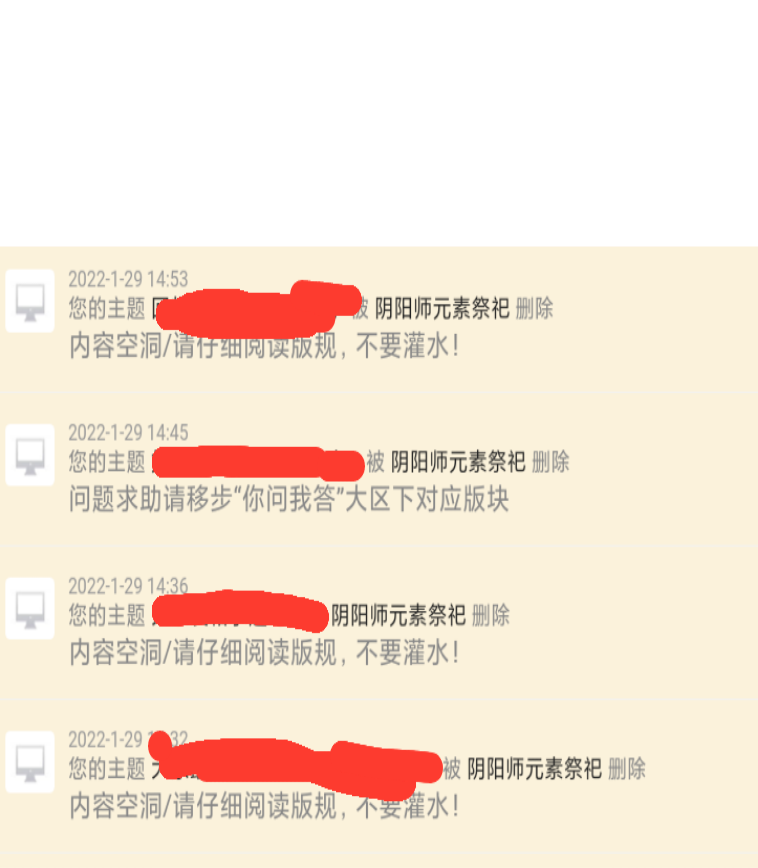 2022-1-29 14:53
您的主题 被 阴阳师元素祭祀 删除
内容空洞/请仔细阅读版规，不要灌水！
2022-1-29 14:45
您的主题 被 阴阳师元素祭祀 删除
问题求助请移步“你问我答”大区下对应版块
2022-1-29 14:36
您的主题 阴阳师元素祭祀 删除
内容空洞/请仔细阅读版规，不要灌水！
2022-1-29 32
您的主题 被 阴阳师元素祭祀 删除
内容空洞/请仔细阅读版规，不要灌水！